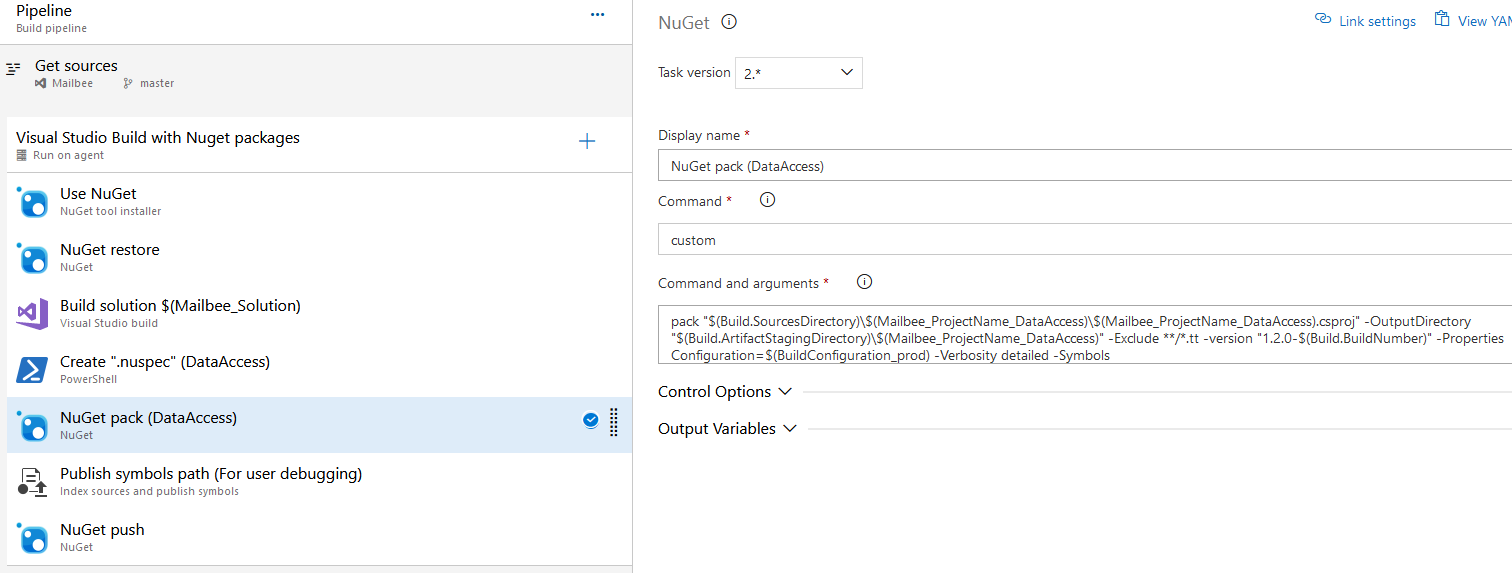 Pipeline
...
Build pipeline
Get sources
Mailbee master
Visual Studio Build with Nuget packages
Run on agent
Use NuGet
NuGet tool installer
NuGet restore
NuGet
Build solution $(Mailbee_Solution)
Visual Studio build
Create ".nuspec" (DataAccess)
PowerShell
NuGet pack (DataAccess)
NuGet
Publish symbols path (For user debugging)
Index sources and publish symbols
NuGet push
NuGet
NuGet
Link settings View YAM
Task version 2.*
Display name *
NuGet pack (DataAccess)
Command *
custom
Command and arguments *
pack "$(Build.SourcesDirectory)\$(Mailbee_ProjectName_DataAccess)\$(Mailbee_ProjectName_DataAccess).csproj" -OutputDirectory
"$(Build.ArtifactStagingDirectory)\$(Mailbee_ProjectName_DataAccess)" -Exclude **/*.tt -version "1.2.0-$(Build.BuildNumber)" -Properties
Configuration=$(BuildConfiguration_prod) -Verbosity detailed -Symbols
Control Options
Output Variables